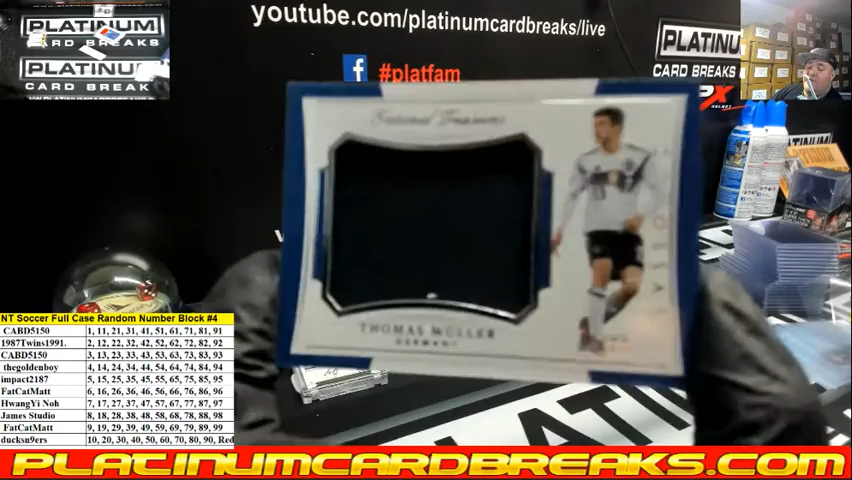 PLATINUM
CARD BREAKS
PLATINUM
CARD BREAK
youtube.com/platinumcardbreaks/live
#platfam
PLATINUM
CARD BREAKS
National Treasures
THOMAS MÜLLER
GERMANY
NT Soccer Full Case Random Number Block #4
CABD5150 1, 11, 21, 31, 41, 51, 61, 71, 81, 91
1987Twins1991. 2, 12, 22, 32, 42, 52, 62, 72, 82, 92
CABD5150 3, 13, 23, 33, 43, 53, 63, 73, 83, 93
thegoldenboy 4, 14, 24, 34, 44, 54, 64, 74, 84, 94
impact2187 5, 15, 25, 35, 45, 55, 65, 75, 85, 95
FatCatMatt 6, 16, 26, 36, 46, 56, 66, 76, 86, 96
HwangYi Noh 7, 17, 27, 37, 47, 57, 67, 77, 87, 97
James Studio 8, 18, 28, 38, 48, 58, 68, 78, 88, 98
FatCatMatt 9, 19, 29, 39, 49, 59, 69, 79, 89, 99
ducksn9ers 10, 20, 30, 40, 50, 60, 70, 80, 90, Red
PLATINUMCARDBREAKS.COM